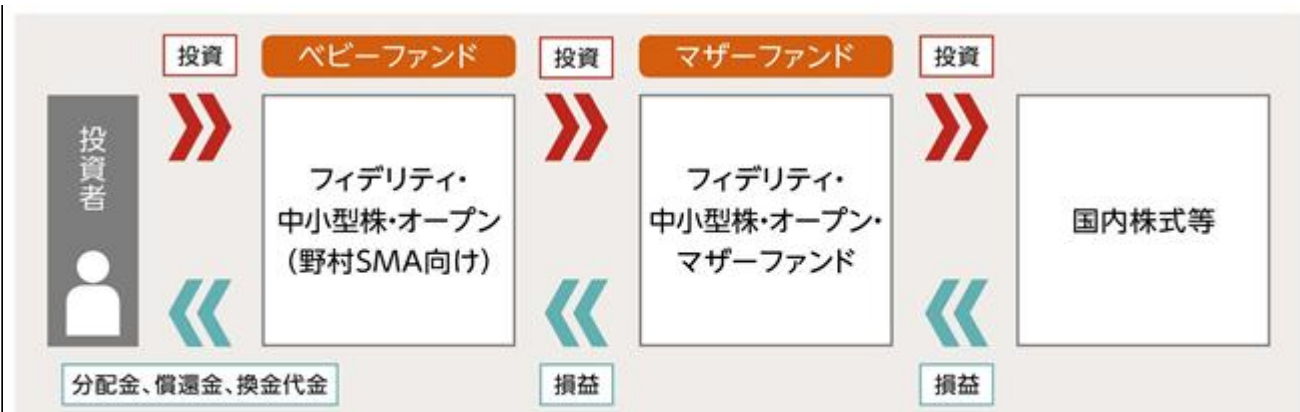 投資
ベビーファンド
投資
マザーファンド
投資
投資者
フィデリティ・
中小型株・オープン
（野村SMA向け）
フィデリティ・
中小型株・オープン・
マザーファンド
国内株式等
分配金、償還金、換金代金
損益
損益